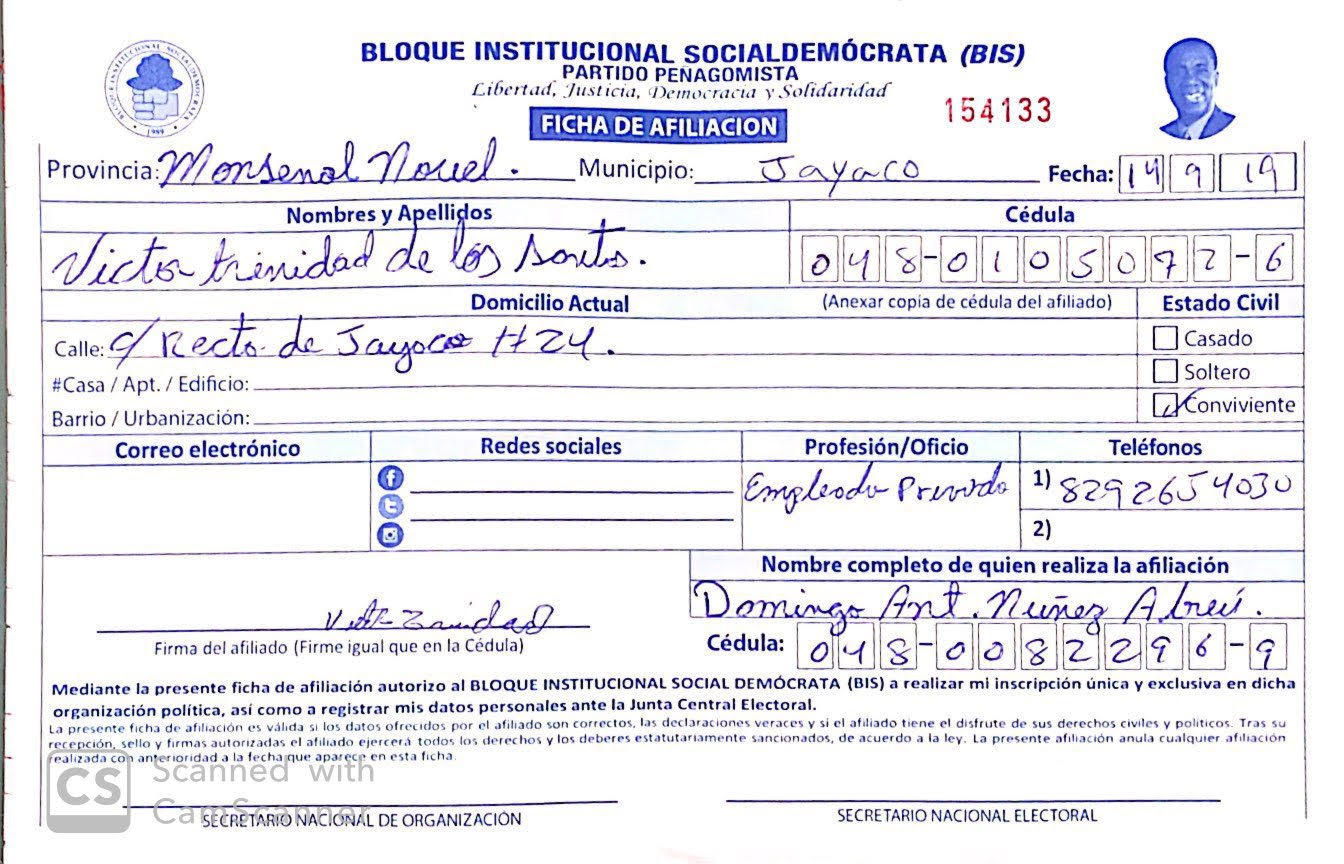 BLOQUE INSTITUCIONAL SOCIALDEMÓCRATA (BIS)
PARTIDO PEÑAGOMISTA
Libertad, Justicia, Democracia y Solidaridad
154133
FICHA DE AFILIACION
Provincia: Monsenol Nouel. Municipio: Jayaco Fecha: 14 9 19
Nombres y Apellidos Cédula
Victor trinidad de los santos. 048-0105072-6
Domicilio Actual (Anexar copia de cédula del afiliado) Estado Civil
Calle: c/ Recto de Jayaco #24.
Casado
#Casa / Apt. / Edificio: Soltero
Barrio / Urbanización: Conviviente
Correo electrónico Redes sociales Profesión/Oficio Teléfonos
Empleado Privado 1) 8292654030
2)
Nombre completo de quien realiza la afiliación
Domingo Ant. Nuñez Abreú.
Trinidad
Firma del afiliado (Firme igual que en la Cédula) Cédula: 048-0082296-9
Mediante la presente ficha de afiliación autorizo al BLOQUE INSTITUCIONAL SOCIAL DEMÓCRATA (BIS) a realizar mi inscripción única y exclusiva en dicha
organización política, así como a registrar mis datos personales ante la Junta Central Electoral.
La presente ficha de afiliación es válida si los datos ofrecidos por el afiliado son correctos, las declaraciones veraces y si el afiliado tiene el disfrute de sus derechos civiles y politicos. Tras su
recepción, sello y firmas autorizadas el afiliado ejercerá todos los derechos y los deberes estatutariamente sancionados, de acuerdo a la ley. La presente afiliación anula cualquier afiliación
realizada con anterioridad a la fecha que aparece en esta ficha.
CS Scanned with
CamScanner
SECRETARIO NACIONAL DE ORGANIZACIÓN SECRETARIO NACIONAL ELECTORAL